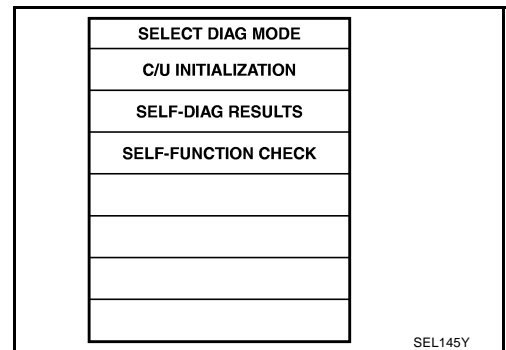 SELECT DIAG MODE
C/U INITIALIZATION
SELF-DIAG RESULTS
SELF-FUNCTION CHECK
SEL145Y